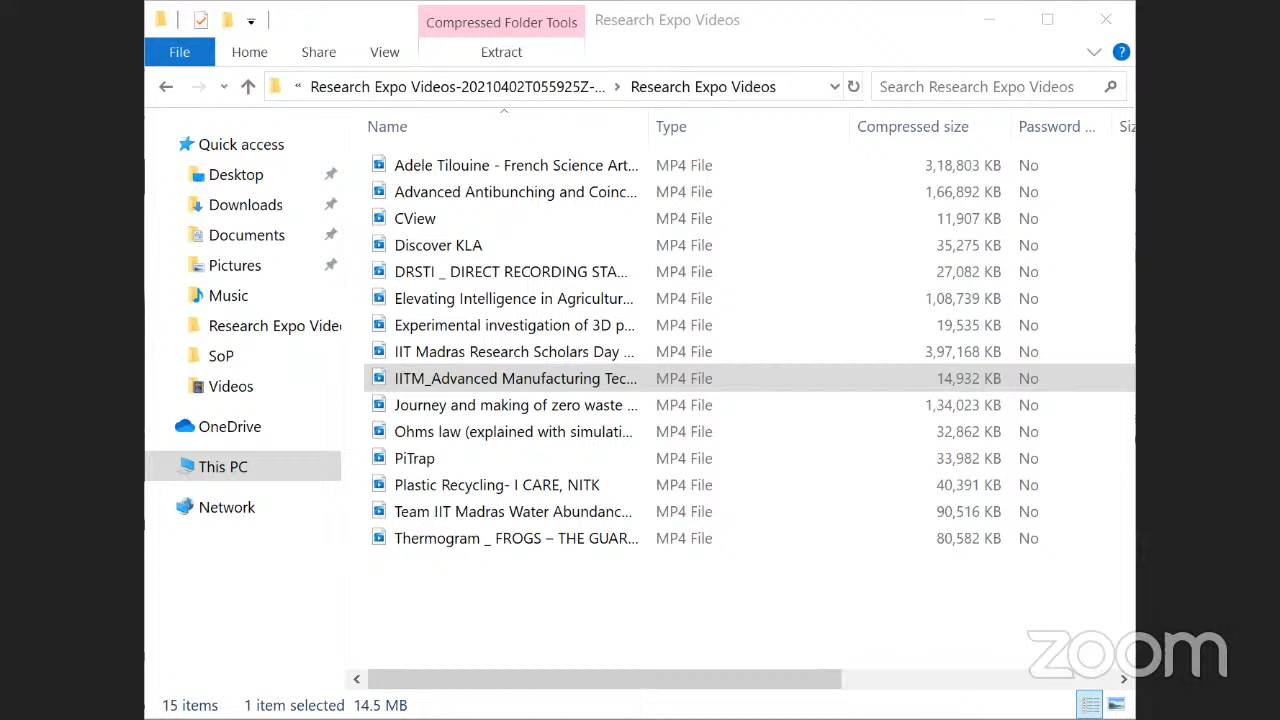 Compressed Folder Tools Research Expo Videos
File Home Share View Extract ?
« Research Expo Videos-20210402T055925Z-... › Research Expo Videos Search Research Expo Videos
Name Type Compressed size Password ... Siz
Quick access
Desktop
Downloads
Documents
Pictures
Music
Research Expo Vide
SoP
Videos
OneDrive
This PC
Network
Adele Tilouine - French Science Art... MP4 File 3,18,803 KB No
Advanced Antibunching and Coinc... MP4 File 1,66,892 KB No
CView MP4 File 11,907 KB No
Discover KLA MP4 File 35,275 KB No
DRSTI _ DIRECT RECORDING STA... MP4 File 27,082 KB No
Elevating Intelligence in Agricultur... MP4 File 1,08,739 KB No
Experimental investigation of 3D p... MP4 File 19,535 KB No
IIT Madras Research Scholars Day ... MP4 File 3,97,168 KB No
IITM_Advanced Manufacturing Tec... MP4 File 14,932 KB No
Journey and making of zero waste ... MP4 File 1,34,023 KB No
Ohms law (explained with simulati... MP4 File 32,862 KB No
PiTrap MP4 File 33,982 KB No
Plastic Recycling- I CARE, NITK MP4 File 40,391 KB No
Team IIT Madras Water Abundanc... MP4 File 90,516 KB No
Thermogram _ FROGS – THE GUAR... MP4 File 80,582 KB No
zoom
15 items 1 item selected 14.5 MB